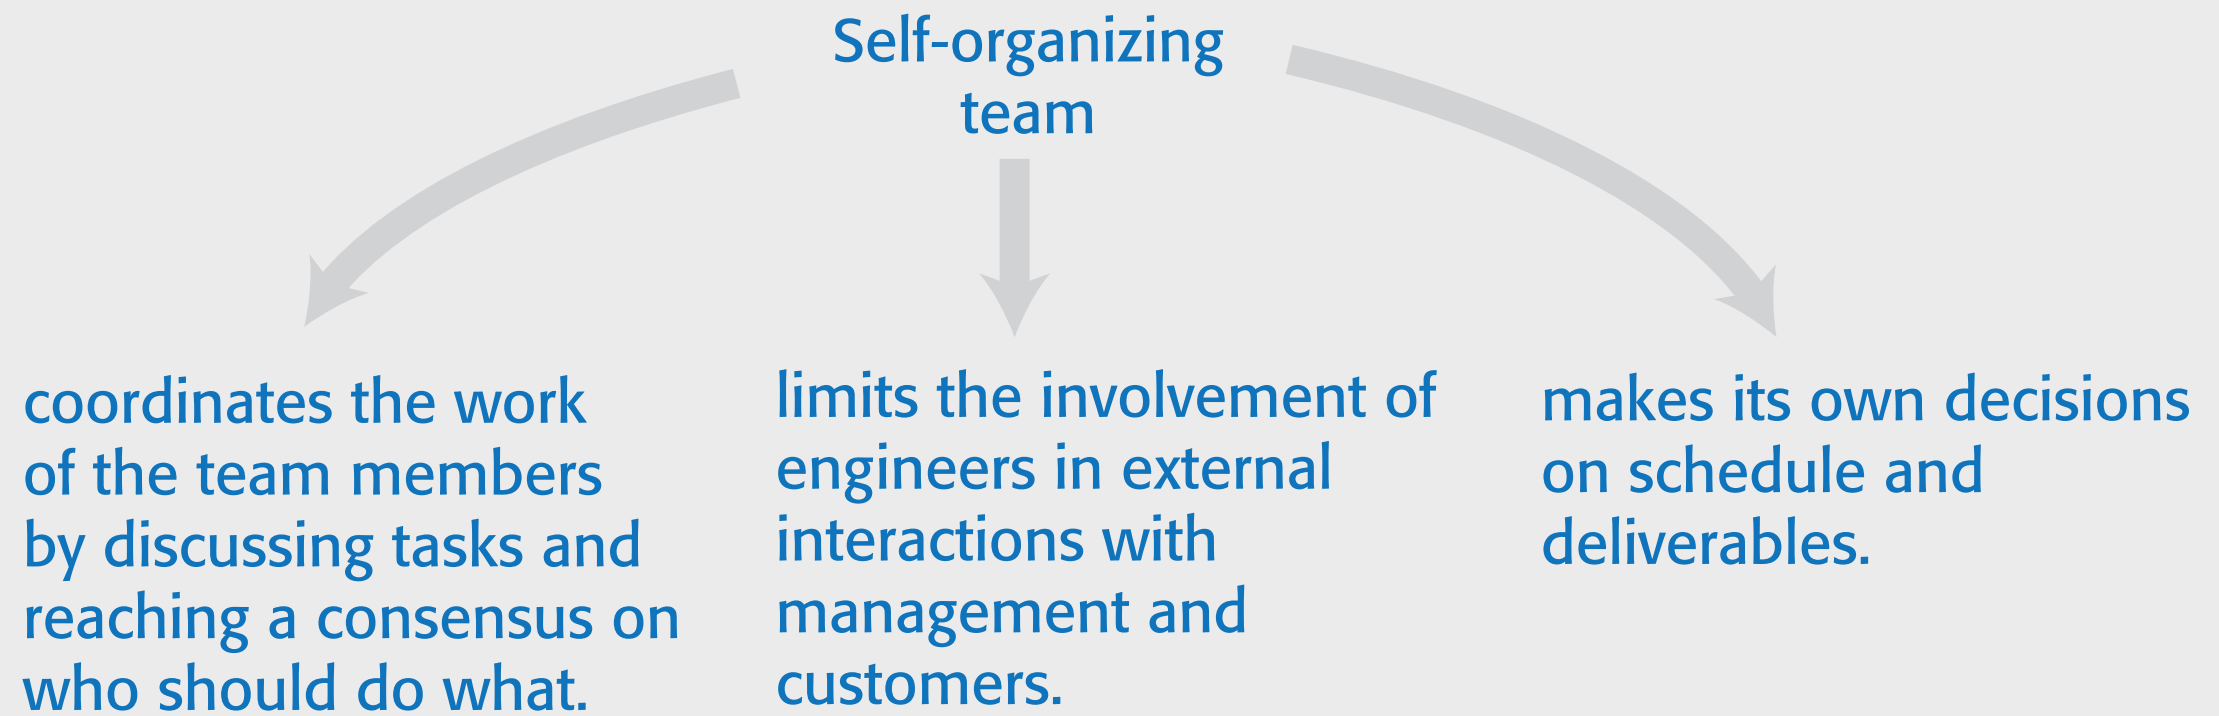 Self-organizing
team
coordinates the work
of the team members
by discussing tasks and
reaching a consensus on
who should do what.
limits the involvement of
engineers in external
interactions with
management and
customers.
makes its own decisions
on schedule and
deliverables.